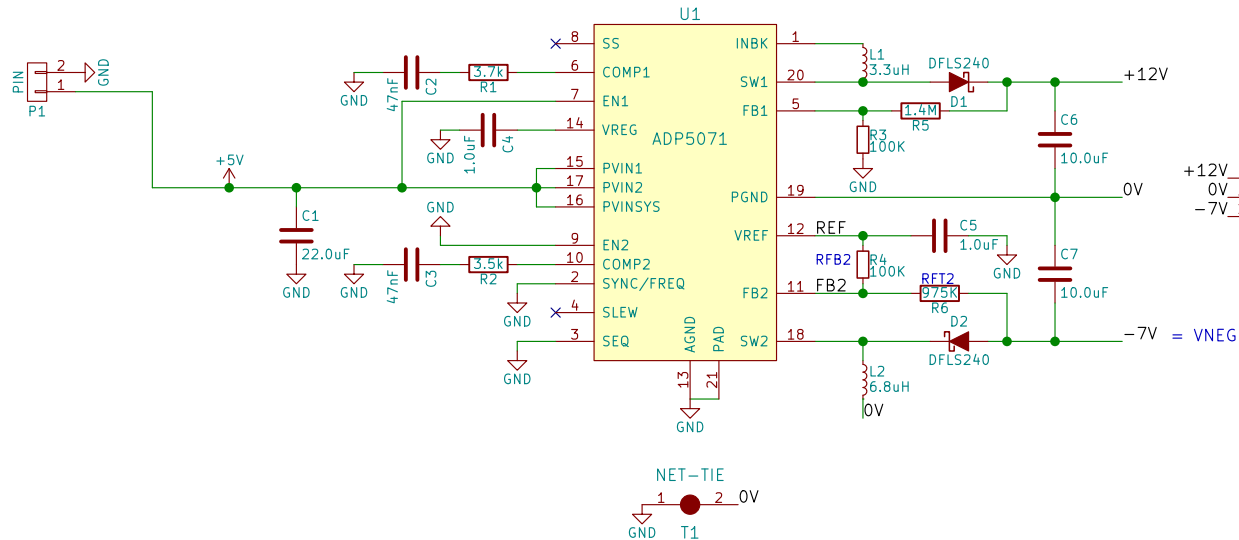 U1
ADP5071
8 SS
6 COMP1
7 EN1
14 VREG
15 PVIN1
17 PVIN2
16 PVINSYS
9 EN2
10 COMP2
2 SYNC/FREQ
4 SLEW
3 SEQ
INBK 1
SW1 20
FB1 5
PGND 19
VREF 12
FB2 11
SW2 18
AGND 13
PAD 21
GND
PIN
2
1
GND
P1
+5V
C1
22.0uF
GND
GND
47nF
C2
3.7k
R1
GND
1.0uF
C4
GND
GND
47nF
C3
3.5k
R2
GND
GND
L1
3.3uH
DFLS240
D1
+12V
1.4M
R5
R3
100K
GND
C6
10.0uF
0V
+12V
0V
-7V
REF
C5
1.0uF
GND
RFB2
R4
100K
FB2
RFT2
975K
R6
C7
10.0uF
D2
DFLS240
-7V = VNEG
L2
6.8uH
0V
NET-TIE
1 2 0V
GND
T1